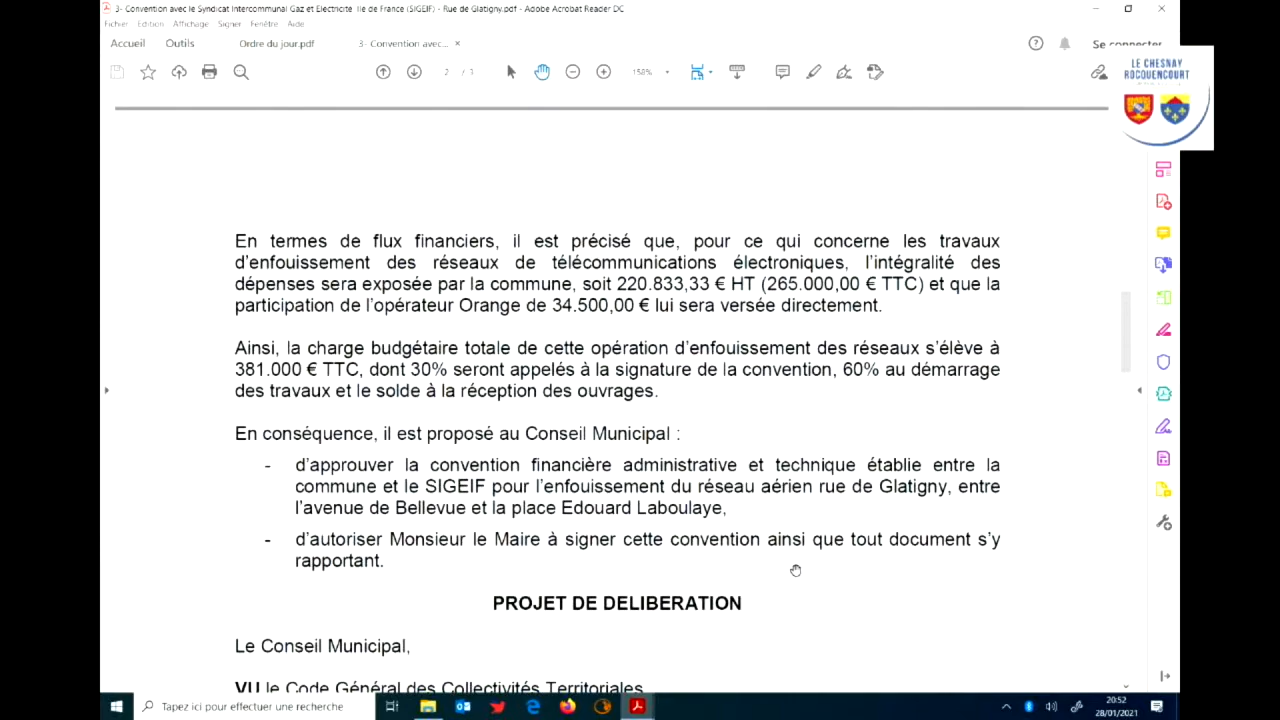 3- Convention avec le Syndicat Intercommunal Gaz et Electricité Ile de France (SIGEIF) - Rue de Glatigny.pdf - Adobe Acrobat Reader DC
Fichier Edition Affichage Signer Fenêtre Aide
Accueil Outils Ordre du jour.pdf 3- Convention avec... ×
Se connecter
2 / 3
158%
LE CHESNAY
ROCQUENCOURT
En termes de flux financiers, il est précisé que, pour ce qui concerne les travaux
d'enfouissement des réseaux de télécommunications électroniques, l'intégralité des
dépenses sera exposée par la commune, soit 220.833,33 € HT (265.000,00 € TTC) et que la
participation de l'opérateur Orange de 34.500,00 € lui sera versée directement.
Ainsi, la charge budgétaire totale de cette opération d'enfouissement des réseaux s'élève à
381.000 € TTC, dont 30% seront appelés à la signature de la convention, 60% au démarrage
des travaux et le solde à la réception des ouvrages.
En conséquence, il est proposé au Conseil Municipal :
- d'approuver la convention financière administrative et technique établie entre la
commune et le SIGEIF pour l'enfouissement du réseau aérien rue de Glatigny, entre
l'avenue de Bellevue et la place Edouard Laboulaye,
- d'autoriser Monsieur le Maire à signer cette convention ainsi que tout document s'y
rapportant.
PROJET DE DELIBERATION
Le Conseil Municipal,
VU le Code Général des Collectivités Territoriales
Tapez ici pour effectuer une recherche
20:52
28/01/2021